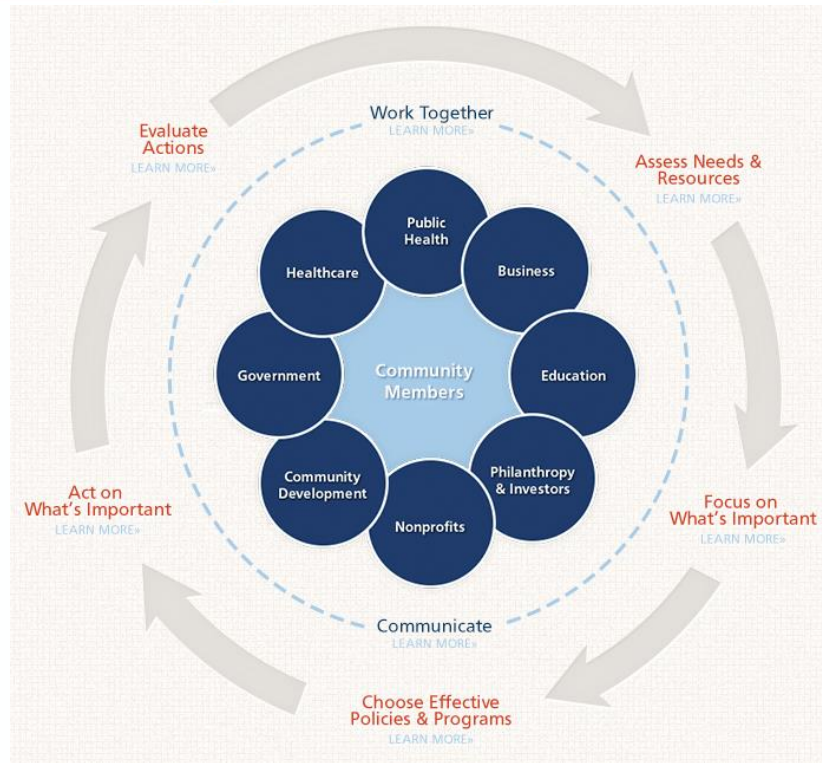 Work Together
LEARN MORE»
Evaluate
Actions
LEARN MORE»
Assess Needs &
Resources
LEARN MORE»
Public
Health
Healthcare
Business
Government
Community
Members
Education
Community
Development
Philanthropy
& Investors
Nonprofits
Act on
What's Important
LEARN MORE»
Focus on
What's Important
LEARN MORE»
Communicate
LEARN MORE»
Choose Effective
Policies & Programs
LEARN MORE»